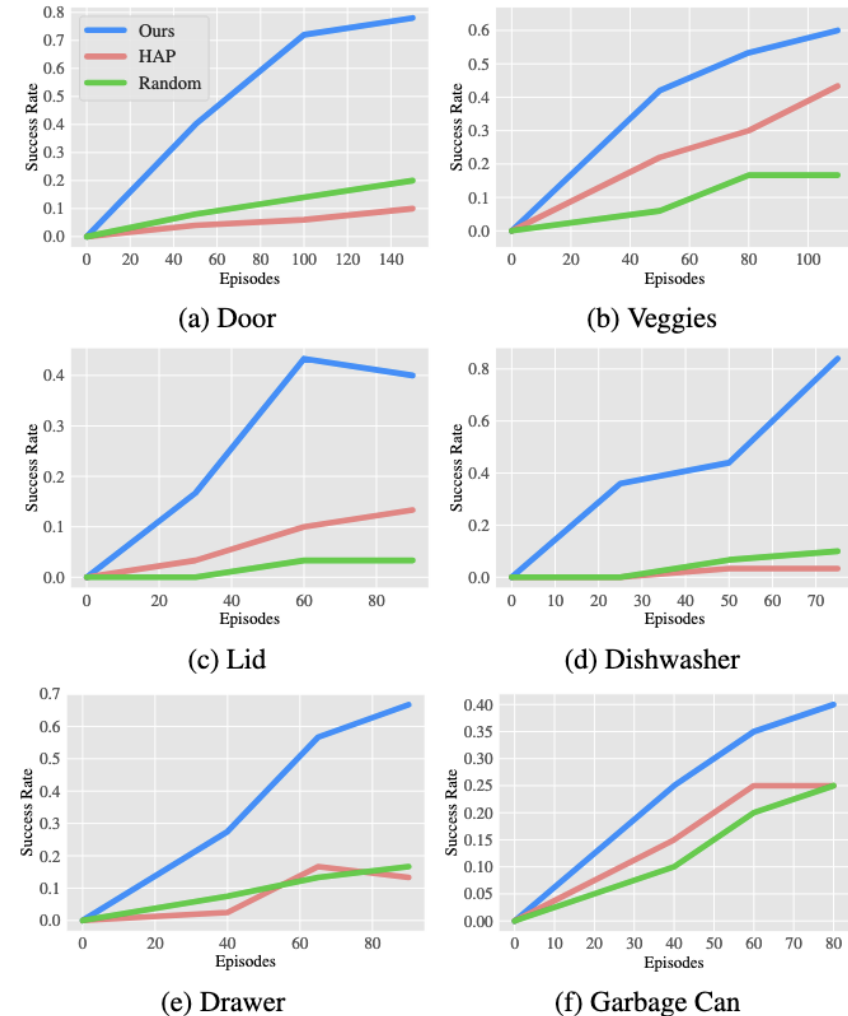 0.8
0.7
0.6
0.5
0.4
0.3
0.2
0.1
0.0
Success Rate
Ours
HAP
Random
0 20 40 60 80 100 120 140
Episodes
(a) Door
0.6
0.5
0.4
0.3
0.2
0.1
0.0
Success Rate
0 20 40 60 80 100
Episodes
(b) Veggies
0.4
0.3
0.2
0.1
0.0
Success Rate
0 20 40 60 80
Episodes
(c) Lid
0.8
0.6
0.4
0.2
0.0
Success Rate
0 10 20 30 40 50 60 70
Episodes
(d) Dishwasher
0.7
0.6
0.5
0.4
0.3
0.2
0.1
0.0
Success Rate
0 20 40 60 80
Episodes
(e) Drawer
0.40
0.35
0.30
0.25
0.20
0.15
0.10
0.05
0.00
Success Rate
0 10 20 30 40 50 60 70 80
Episodes
(f) Garbage Can